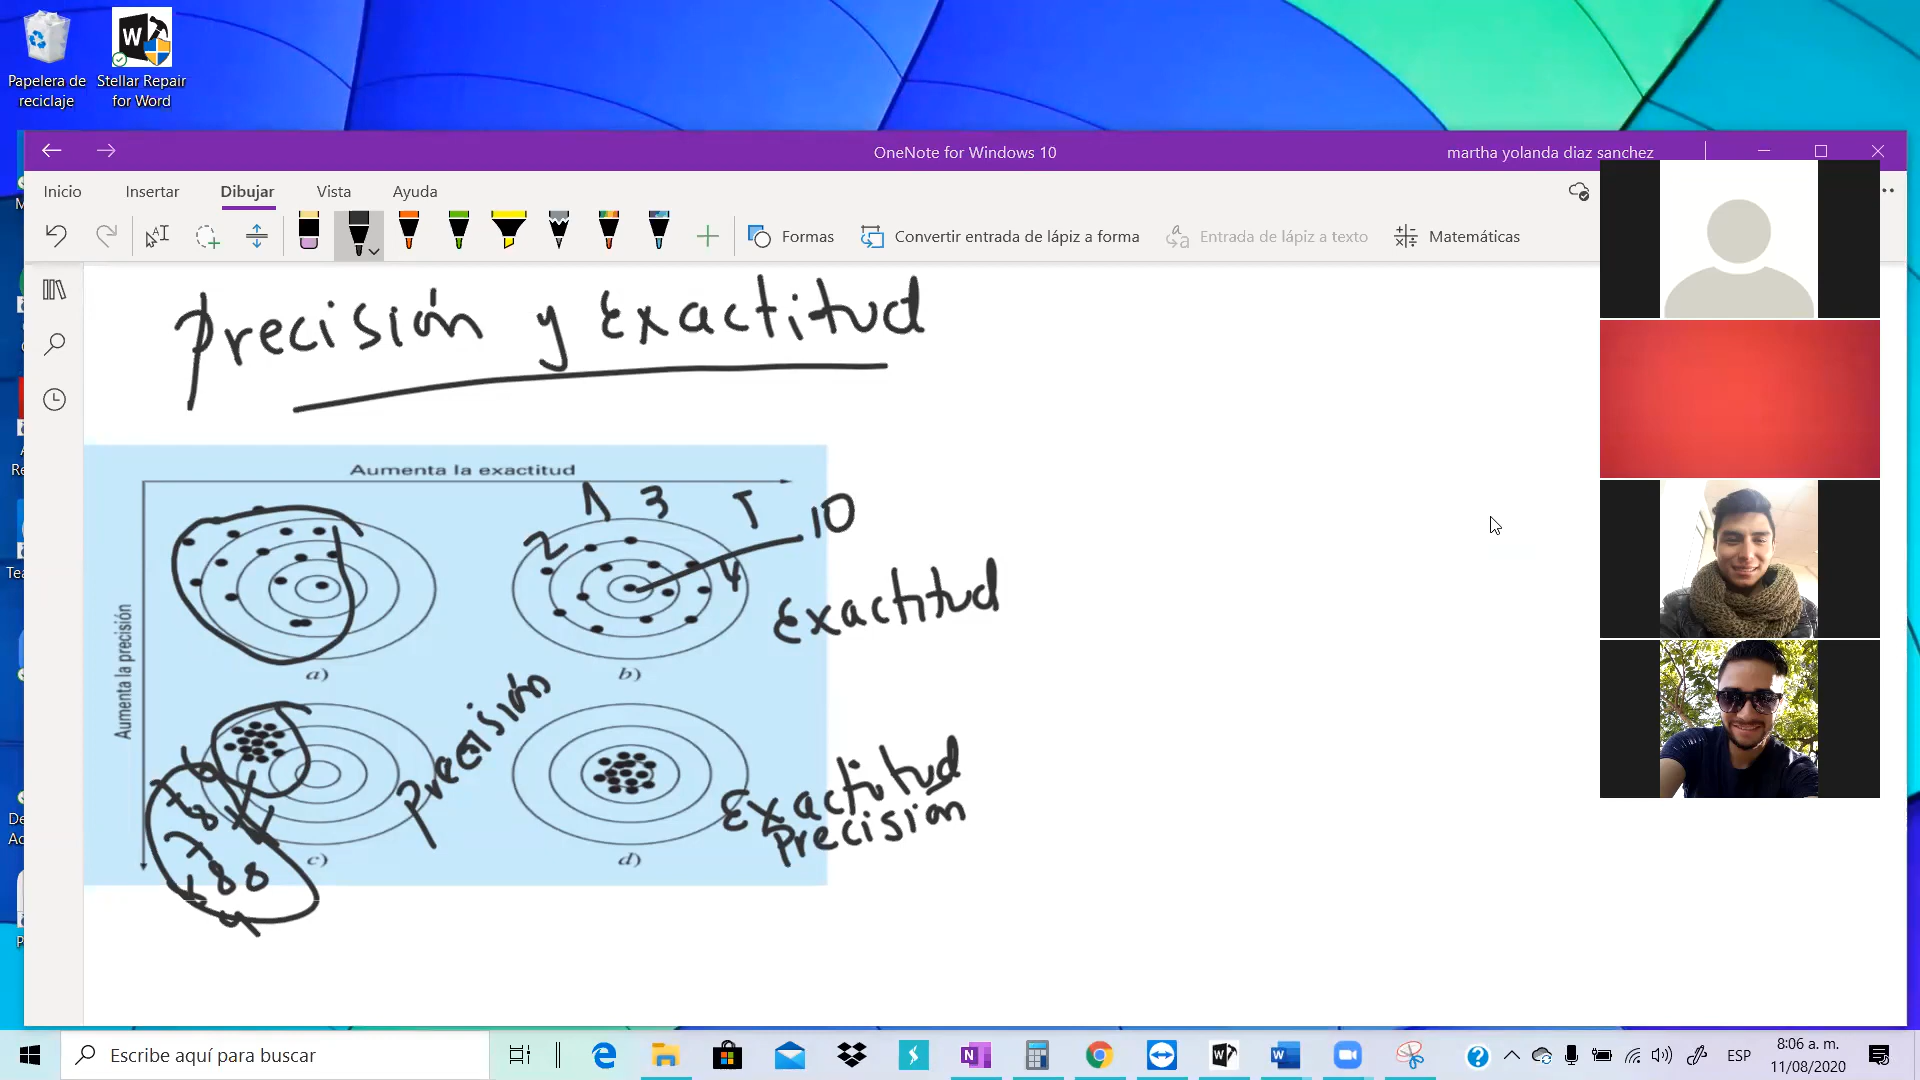 Papelera de reciclaje
Stellar Repair for Word
OneNote for Windows 10
martha yolanda diaz sanchez
Inicio Insertar Dibujar Vista Ayuda
Formas Convertir entrada de lápiz a forma Entrada de lápiz a texto Matemáticas
Precisión y Exactitud
Aumenta la exactitud
1 3
2 10
4
Exactitud
Aumenta la precisión
a) b)
Precisión
Exactitud
Precision
8
88
c) d)
Escribe aquí para buscar
ESP
8:06 a. m.
11/08/2020